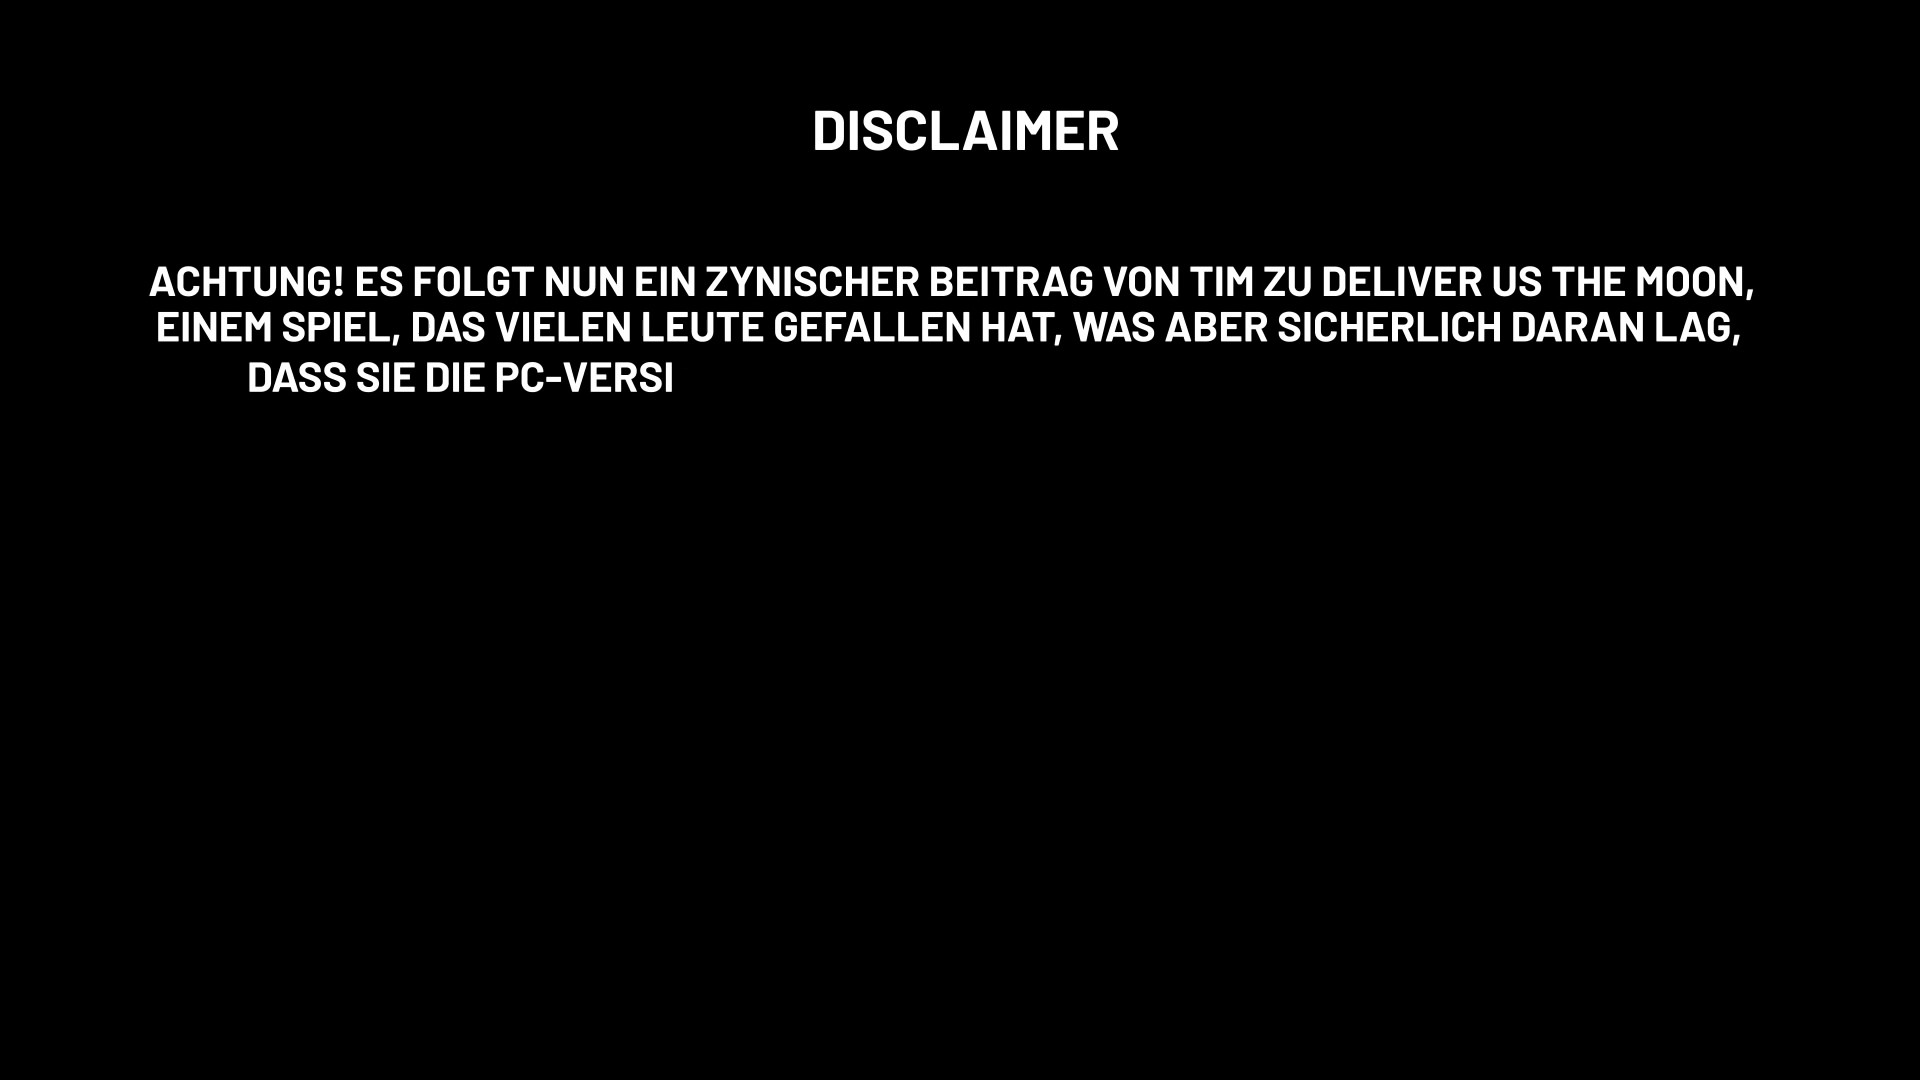 DISCLAIMER
ACHTUNG! ES FOLGT NUN EIN ZYNISCHER BEITRAG VON TIM ZU DELIVER US THE MOON,
EINEM SPIEL, DAS VIELEN LEUTE GEFALLEN HAT, WAS ABER SICHERLICH DARAN LAG,
DASS SIE DIE PC-VERSI